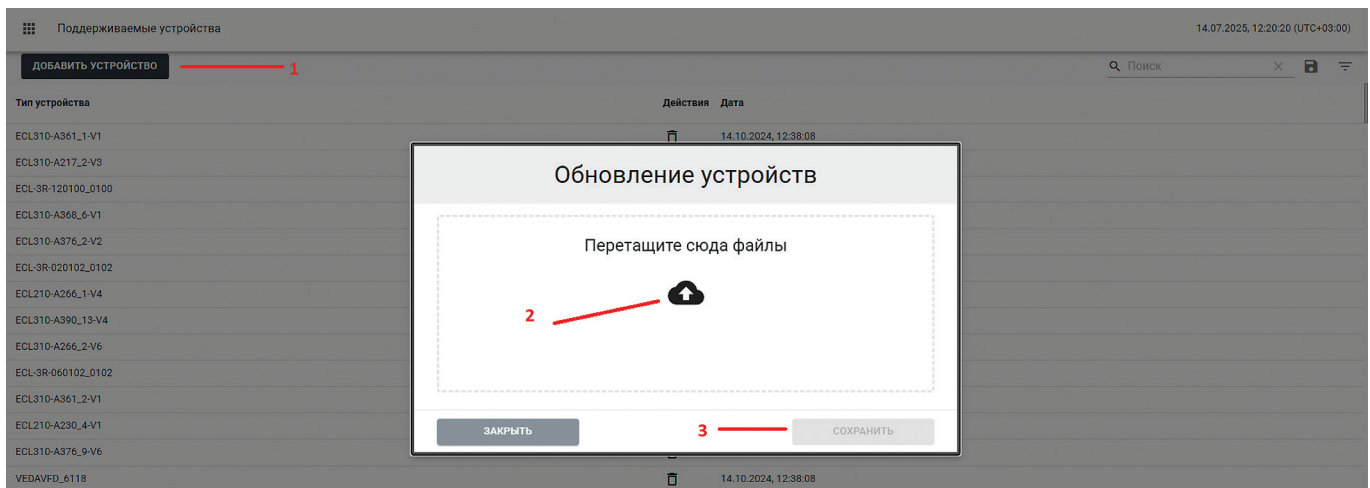 Поддерживаемые устройства
14.07.2025, 12:20:20 (UTC+03:00)
ДОБАВИТЬ УСТРОЙСТВО
1
Поиск
Тип устройства
Действия
Дата
ECL310-A361_1-V1
14.10.2024, 12:38:08
ECL310-A217_2-V3
ECL-3R-120100_0100
ECL310-A368_6-V1
ECL310-A376_2-V2
ECL-3R-020102_0102
ECL210-A266_1-V4
ECL310-A390_13-V4
ECL310-A266_2-V6
ECL-3R-060102_0102
ECL310-A361_2-V1
ECL210-A230_4-V1
ECL310-A376_9-V6
VEDAVFD_6118
14.10.2024, 12:38:08
Обновление устройств
Перетащите сюда файлы
2
ЗАКРЫТЬ
3
СОХРАНИТЬ